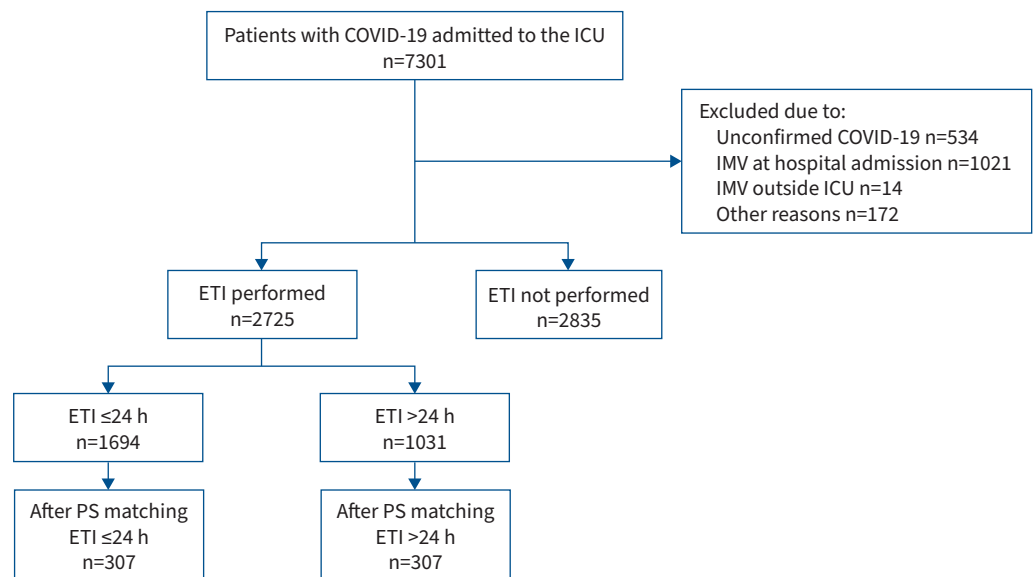 Patients with COVID-19 admitted to the ICU
n=7301
Excluded due to:
Unconfirmed COVID-19 n=534
IMV at hospital admission n=1021
IMV outside ICU n=14
Other reasons n=172
ETI performed
n=2725
ETI not performed
n=2835
ETI ≤24 h
n=1694
ETI >24 h
n=1031
After PS matching
ETI ≤24 h
n=307
After PS matching
ETI >24 h
n=307